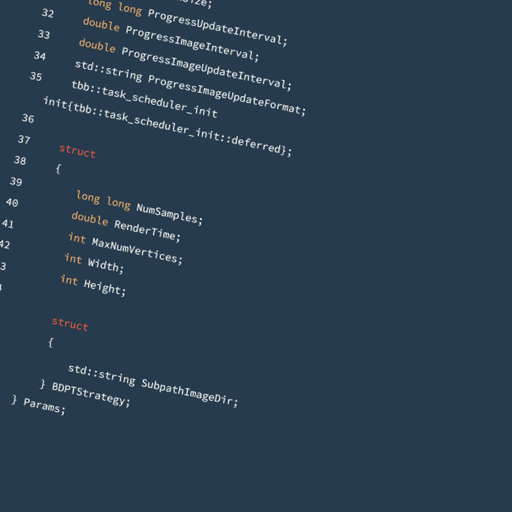 ize;
32 long long ProgressUpdateInterval;
33 double ProgressImageInterval;
34 double ProgressImageUpdateInterval;
35 std::string ProgressImageUpdateFormat;
tbb::task_scheduler_init
init{tbb::task_scheduler_init::deferred};
36
37 struct
38 {
39 long long NumSamples;
40 double RenderTime;
41 int MaxNumVertices;
42 int Width;
3 int Height;
struct
{
std::string SubpathImageDir;
} BDPTStrategy;
} Params;